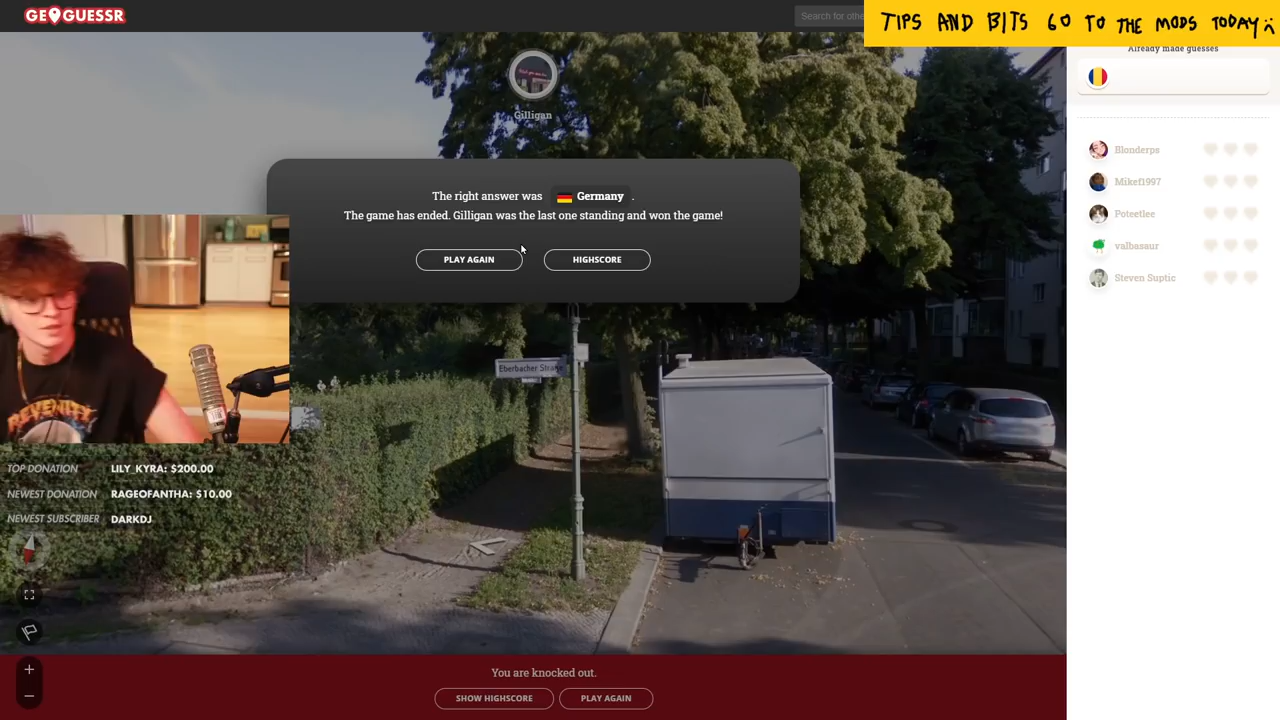 GEOGUESSR
Search for othe
TIPS AND BITS GO TO THE MODS TODAY :(
Already made guesses
Gilligan
The right answer was Germany .
The game has ended. Gilligan was the last one standing and won the game!
PLAY AGAIN
HIGHSCORE
Blonderps
Mikef1997
Poteetlee
valbasaur
Steven Suptic
Eberbacher Straße
TOP DONATION LILY_KYRA: $200.00
NEWEST DONATION RAGEOFANTHA: $10.00
NEWEST SUBSCRIBER DARKDJ
You are knocked out.
SHOW HIGHSCORE
PLAY AGAIN